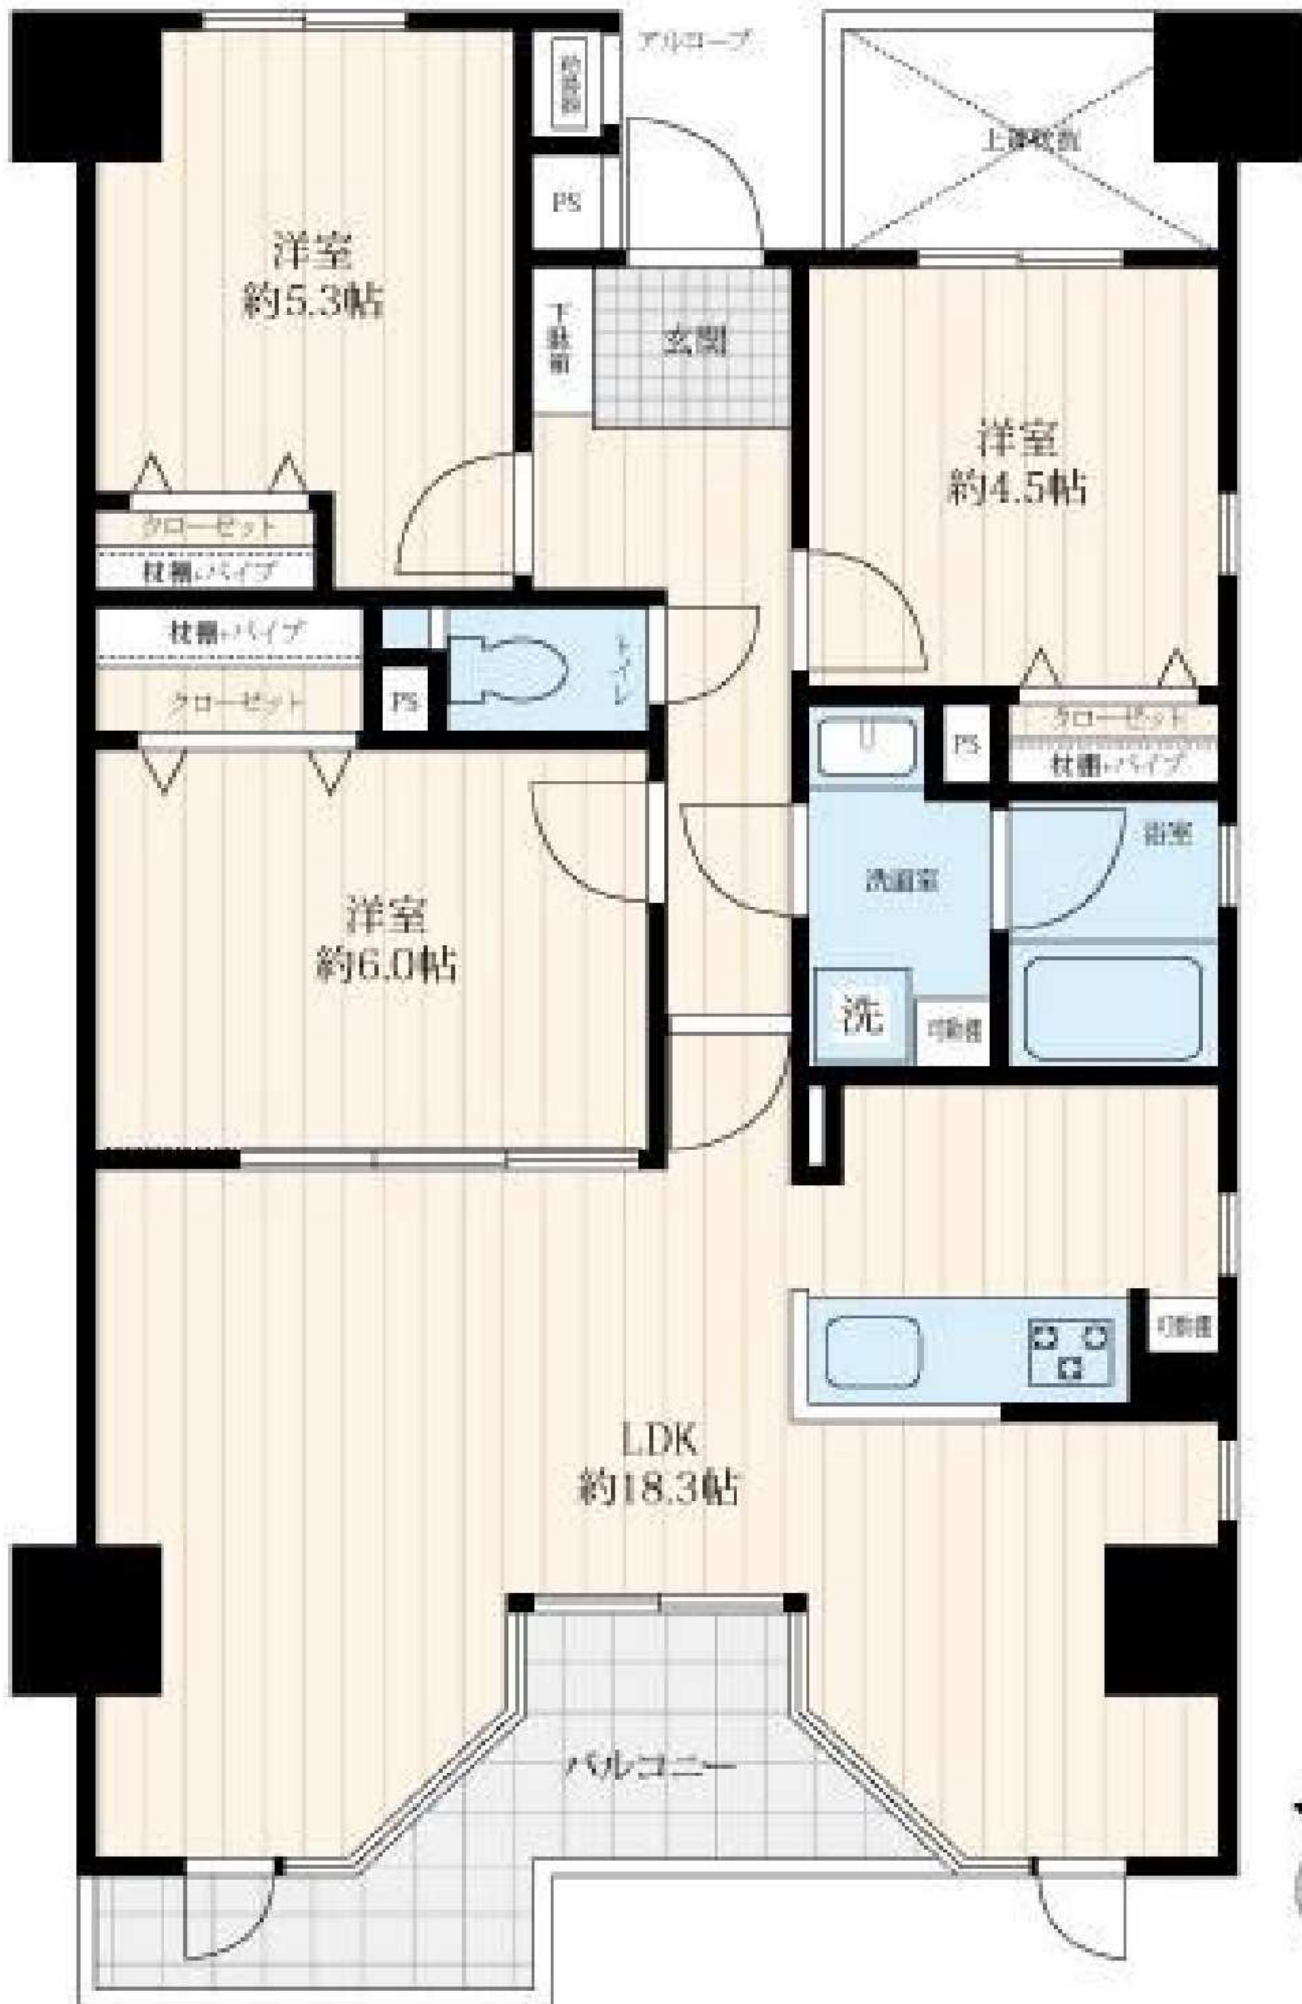 アルコーブ
PS
上部吹抜
洋室
約5.3帖
下駄箱
玄関
洋室
約4.5帖
クローゼット
枕棚・パイプ
枕棚・パイプ
クローゼット
PS
トイレ
PS
クローゼット
枕棚・パイプ
浴室
洗面室
洋室
約6.0帖
洗
可動棚
可動棚
LDK
約18.3帖
バルコニー